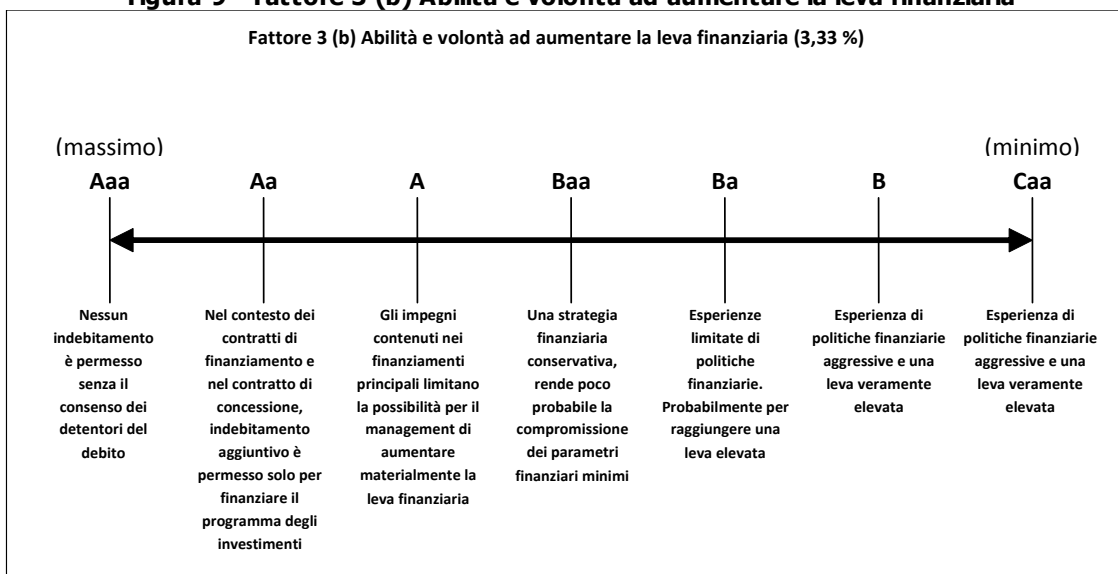 Figura 9 - Fattore 3 (b) Abilità e volontà ad aumentare la leva finanziaria
Fattore 3 (b) Abilità e volontà ad aumentare la leva finanziaria (3,33 %)
(massimo)
(minimo)
Aaa
Aa
A
Baa
Ba
B
Caa
Nessun
indebitamento
è permesso
senza il
consenso dei
detentori del
debito
Nel contesto dei
contratti di
finanziamento e
nel contratto di
concessione,
indebitamento
aggiuntivo è
permesso solo per
finanziare il
programma degli
investimenti
Gli impegni
contenuti nei
finanziamenti
principali limitano
la possibilità per il
management di
aumentare
materialmente la
leva finanziaria
Una strategia
finanziaria
conservativa,
rende poco
probabile la
compromissione
dei parametri
finanziari minimi
Esperienze
limitate di
politiche
finanziarie.
Probabilmente per
raggiungere una
leva elevata
Esperienza di
politiche finanziarie
aggressive e una
leva veramente
elevata
Esperienza di
politiche finanziarie
aggressive e una
leva veramente
elevata